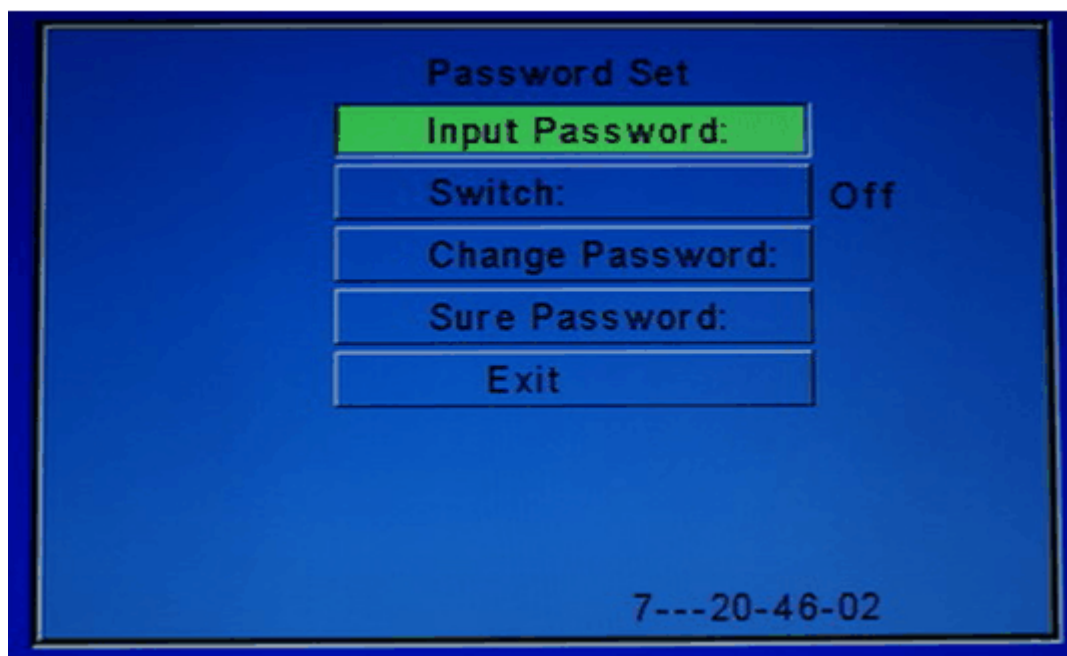 Password Set
Input Password:
Switch: Off
Change Password:
Sure Password:
Exit
7---20-46-02